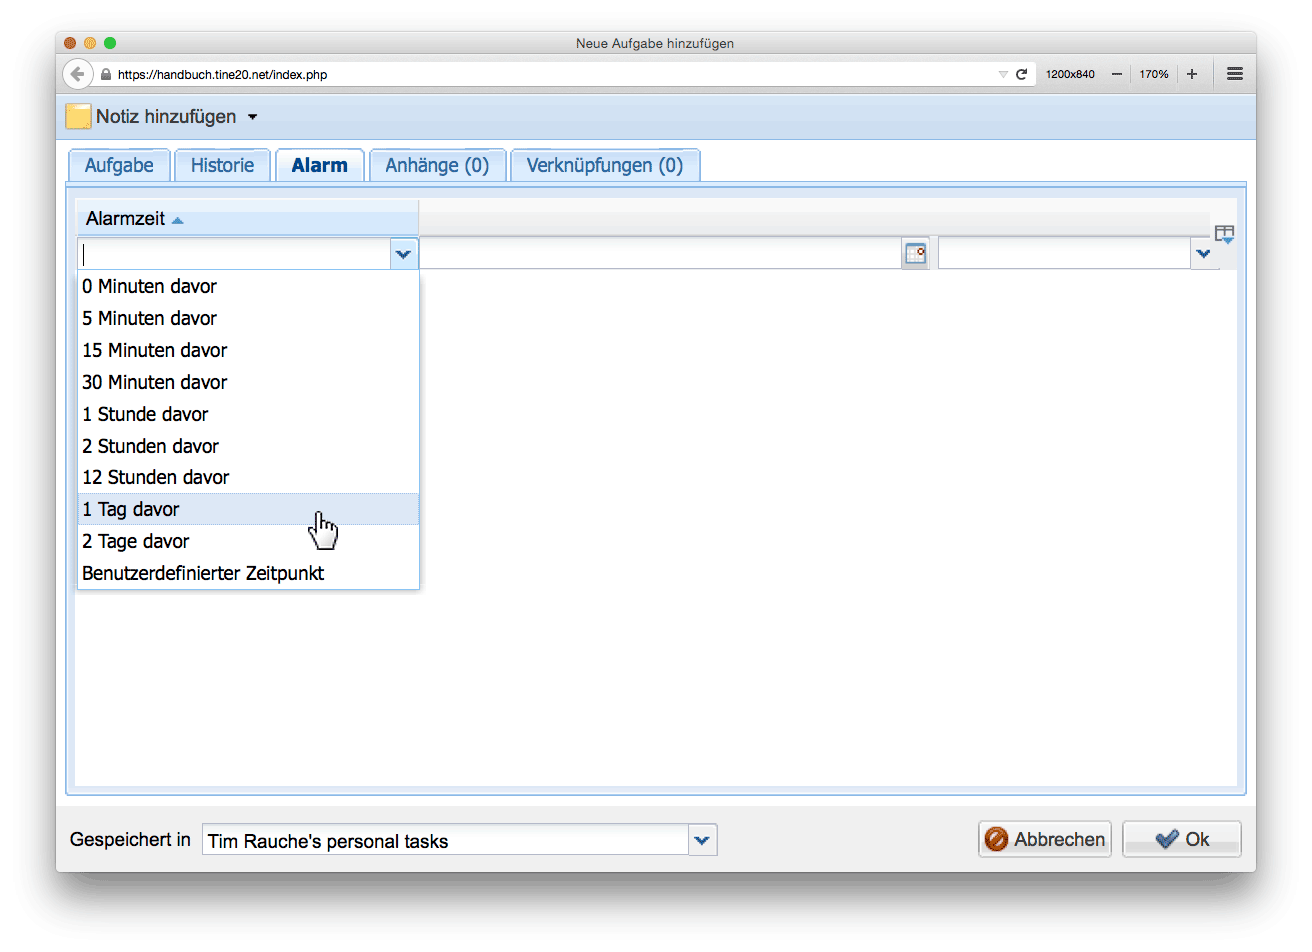 Neue Aufgabe hinzufügen
https://handbuch.tine20.net/index.php
1200x840
170%
Notiz hinzufügen
Aufgabe
Historie
Alarm
Anhänge (0)
Verknüpfungen (0)
Alarmzeit
0 Minuten davor
5 Minuten davor
15 Minuten davor
30 Minuten davor
1 Stunde davor
2 Stunden davor
12 Stunden davor
1 Tag davor
2 Tage davor
Benutzerdefinierter Zeitpunkt
Gespeichert in
Tim Rauche's personal tasks
Abbrechen
Ok